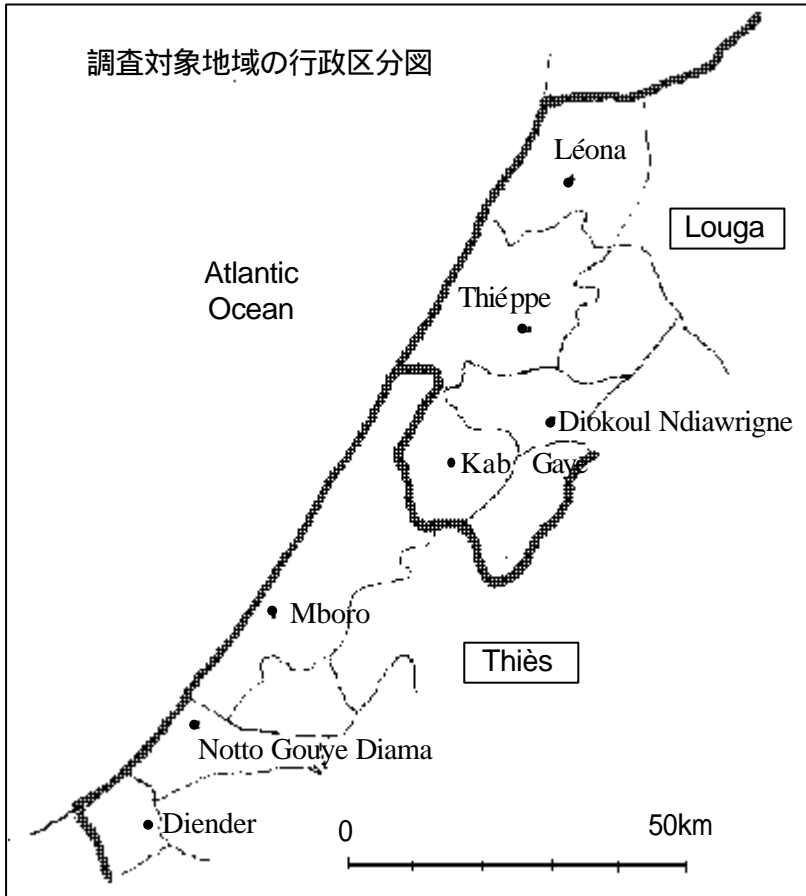 調査対象地域の行政区分図
Léona
Louga
Atlantic
Ocean
Thiéppe
Diokoul Ndiawrigne
Kab Gaye
Mboro
Thiès
Notto Gouye Diama
Diender
0
50km